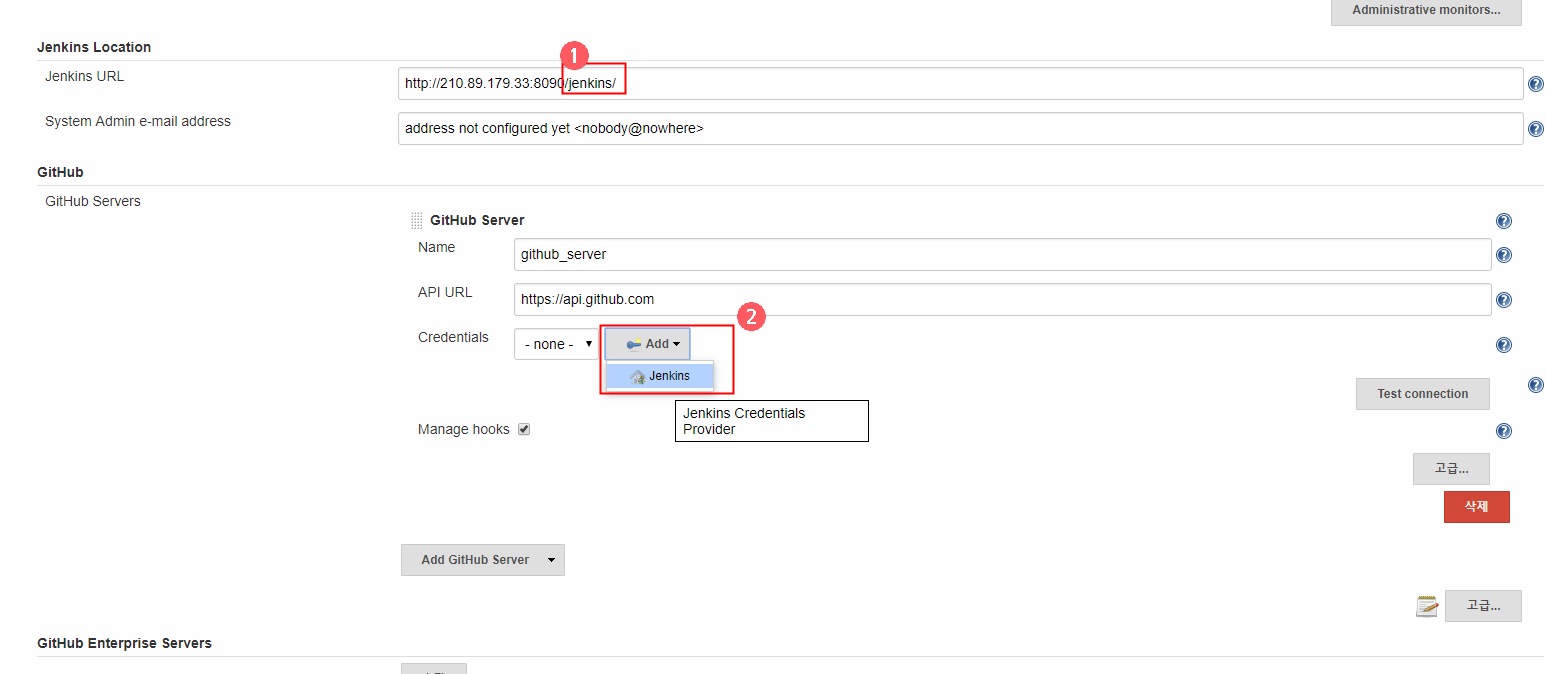 Administrative monitors...
Jenkins Location
1
Jenkins URL
http://210.89.179.33:8090/jenkins/
System Admin e-mail address
address not configured yet <nobody@nowhere>
GitHub
GitHub Servers
GitHub Server
Name
github_server
API URL
https://api.github.com
2
Credentials
- none -
Add
Jenkins
Test connection
Jenkins Credentials
Provider
Manage hooks
고급...
삭제
Add GitHub Server
고급...
GitHub Enterprise Servers